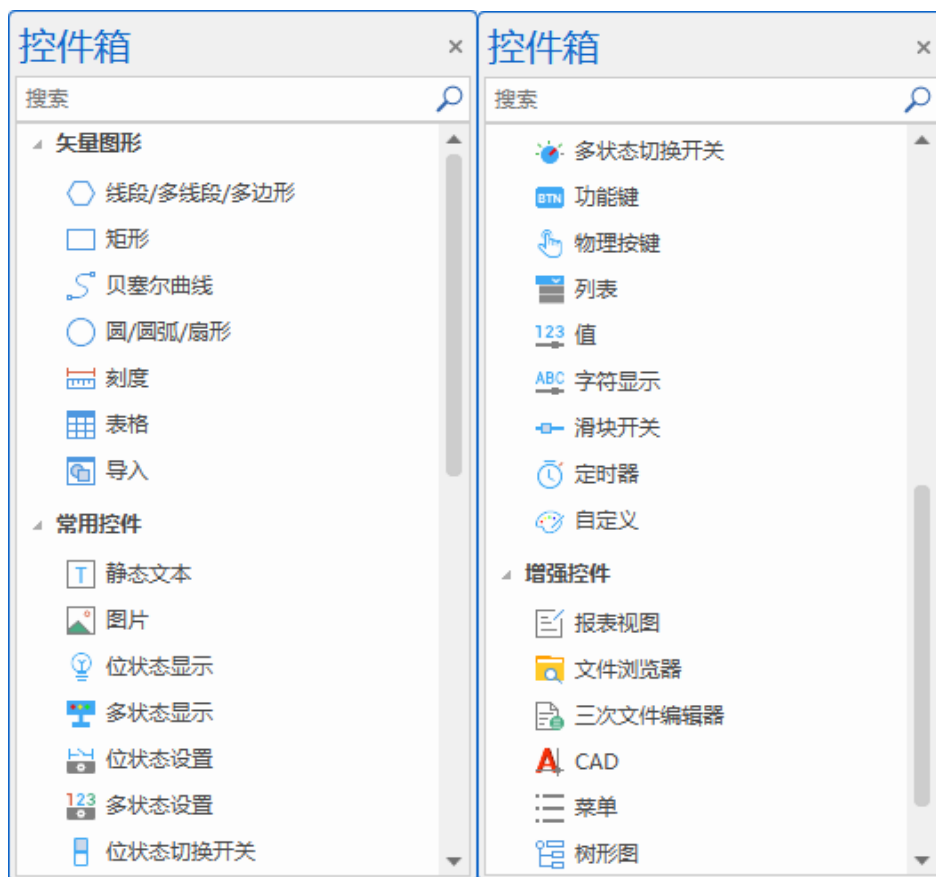 控件箱
搜索
矢量图形
线段/多线段/多边形
矩形
贝塞尔曲线
圆/圆弧/扇形
刻度
表格
导入
常用控件
T 静态文本
图片
位状态显示
多状态显示
位状态设置
123 多状态设置
位状态切换开关
控件箱
搜索
多状态切换开关
BTN 功能键
物理按键
列表
123 值
ABC 字符显示
滑块开关
定时器
自定义
增强控件
报表视图
文件浏览器
三次文件编辑器
CAD
菜单
树形图